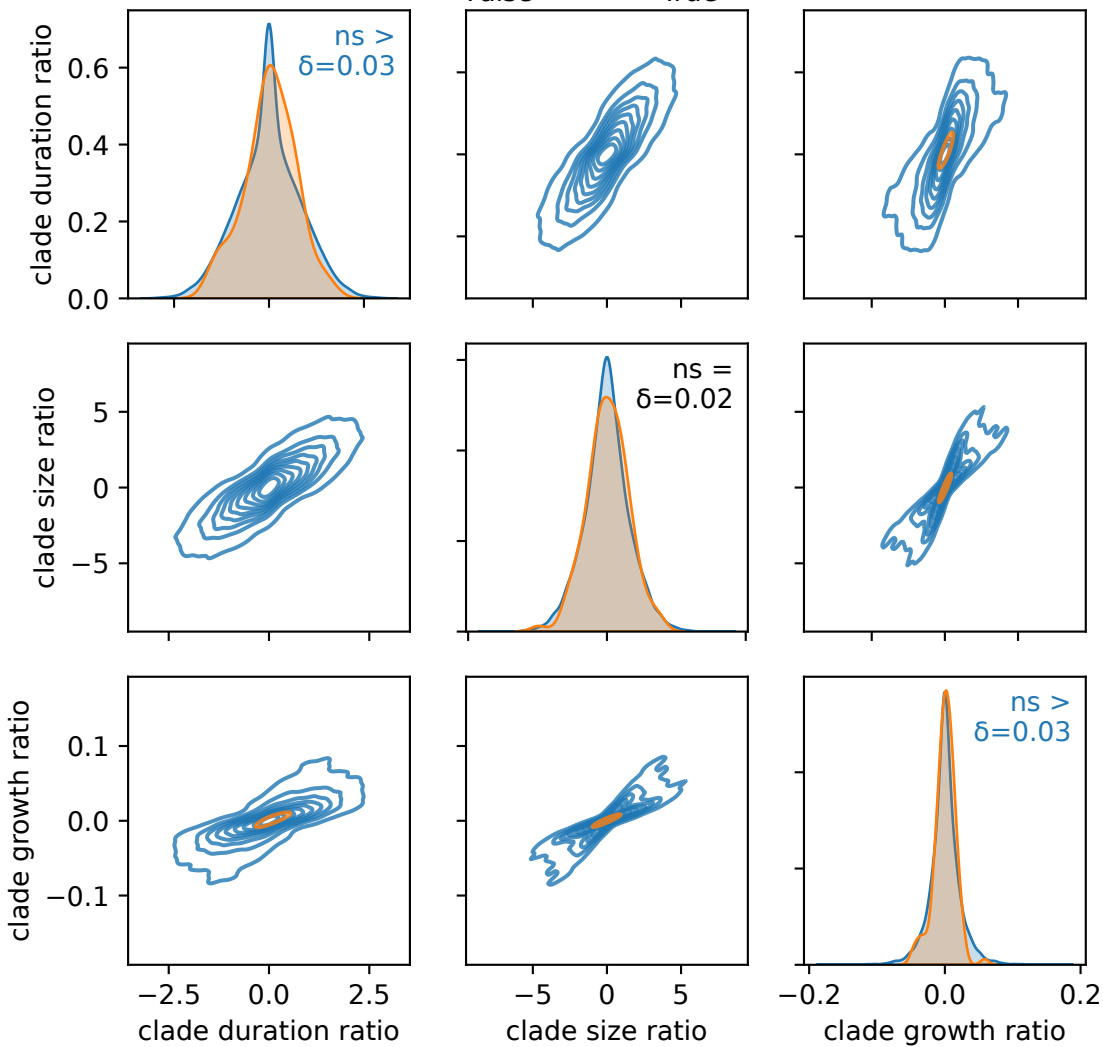 clade duration ratio
0.6
0.4
0.2
0.0
ns >
δ=0.03
clade size ratio
5
0
−5
ns =
δ=0.02
clade growth ratio
0.1
0.0
−0.1
ns >
δ=0.03
−2.5 0.0 2.5
−5 0 5
−0.2 0.0 0.2
clade duration ratio
clade size ratio
clade growth ratio